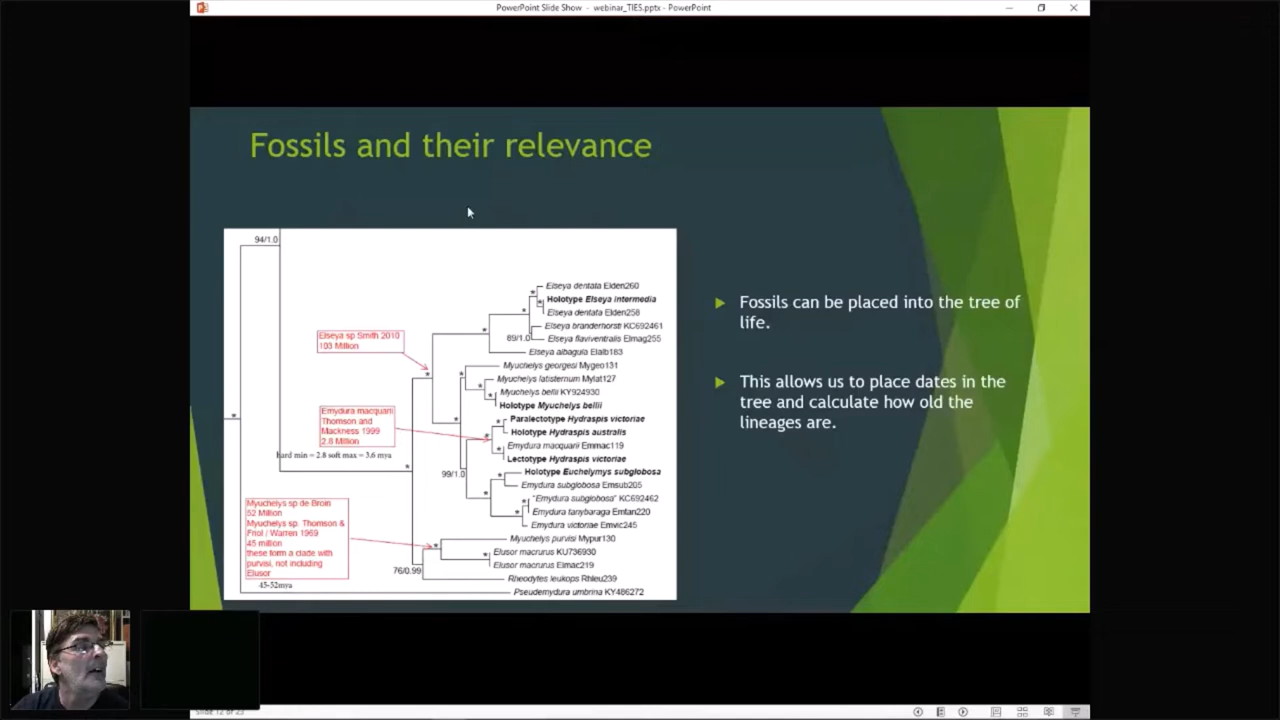 PowerPoint Slide Show - webinar_TIES.pptx - PowerPoint
Fossils and their relevance
94/1.0
Elseya dentata Elden260
Holotype Elseya intermedia
Elseya dentata Elden258
Elseya branderhorsti KC692461
89/1.0
Elseya flaviventralis Elmag255
Elseya albagula Elalb183
Elseya sp Smith 2010
103 Million
Myuchelys georgesi Mygeo131
Myuchelys latisternum Mylat127
Myuchelys bellii KY924930
Holotype Myuchelys bellii
Emydura macquarii
Thomson and
Mackness 1999
2.8 Million
hard min = 2.8 soft max = 3.6 mya
Paralectotype Hydraspis victoriae
Holotype Hydraspis australis
Emydura macquarii Emmac119
Lectotype Hydraspis victoriae
99/1.0
Holotype Euchelymys subglobosa
Emydura subglobosa Emsub205
"Emydura subglobosa" KC692462
Emydura tanybaraga Emtan220
Emydura victoriae Emvic245
Myuchelys sp de Broin
52 Million
Myuchelys sp. Thomson &
Friol / Warren 1969
45 million
these form a clade with
purvisi, not including
Elusor
45-52mya
Myuchelys purvisi Mypur130
Elusor macrurus KU736930
Elusor macrurus Elmac219
76/0.99
Rheodytes leukops Rhleu239
Pseudemydura umbrina KY486272
Fossils can be placed into the tree of
life.
This allows us to place dates in the
tree and calculate how old the
lineages are.
Slide 12 of 23